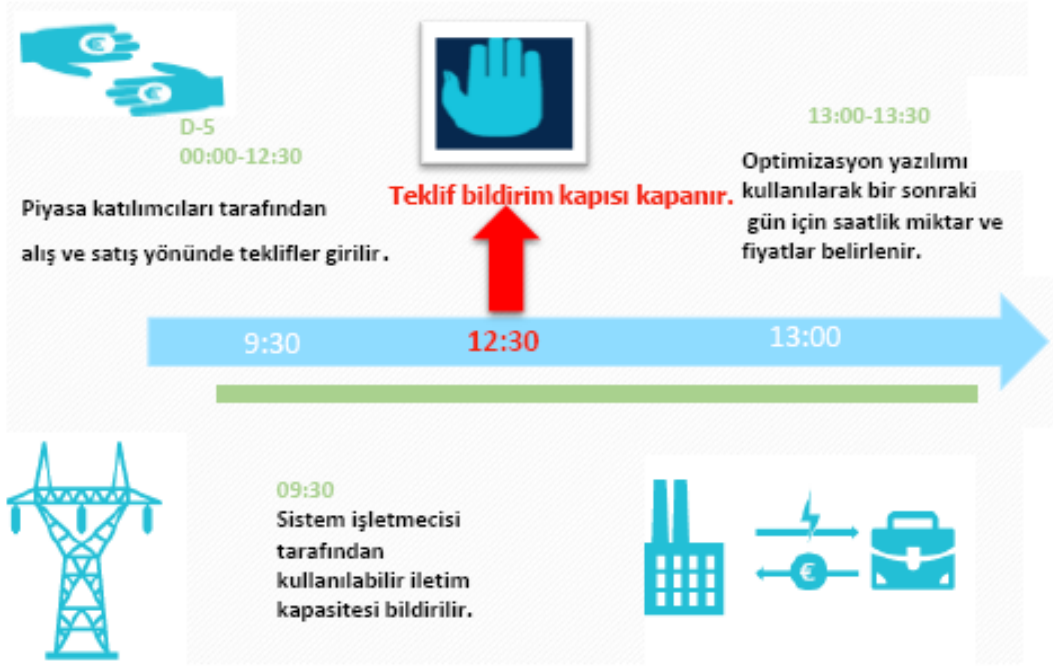 D-5
00:00-12:30
Piyasa katılımcıları tarafından
alış ve satış yönünde teklifler girilir.
Teklif bildirim kapısı kapanır.
13:00-13:30
Optimizasyon yazılımı
kullanılarak bir sonraki
gün için saatlik miktar ve
fiyatlar belirlenir.
9:30
12:30
13:00
09:30
Sistem işletmecisi
tarafından
kullanılabilir iletim
kapasitesi bildirilir.
€